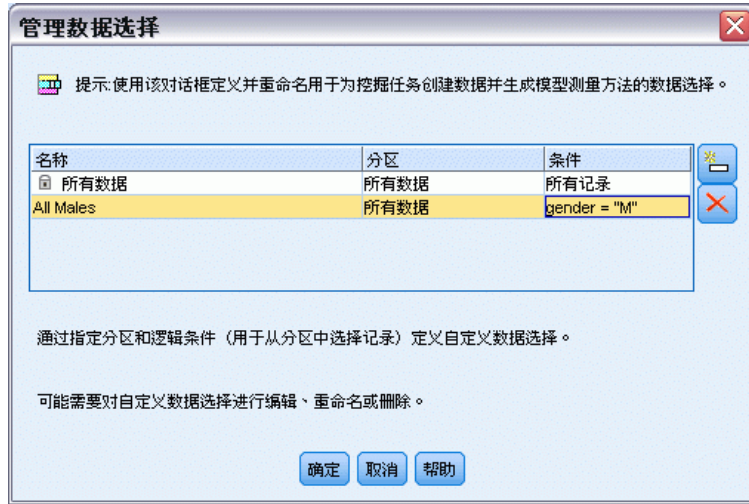 管理数据选择
提示:使用该对话框定义并重命名用于为挖掘任务创建数据并生成模型测量方法的数据选择。
名称 分区 条件
所有数据 所有数据 所有记录
All Males 所有数据 gender = "M"
通过指定分区和逻辑条件（用于从分区中选择记录）定义自定义数据选择。
可能需要对自定义数据选择进行编辑、重命名或删除。
确定 取消 帮助